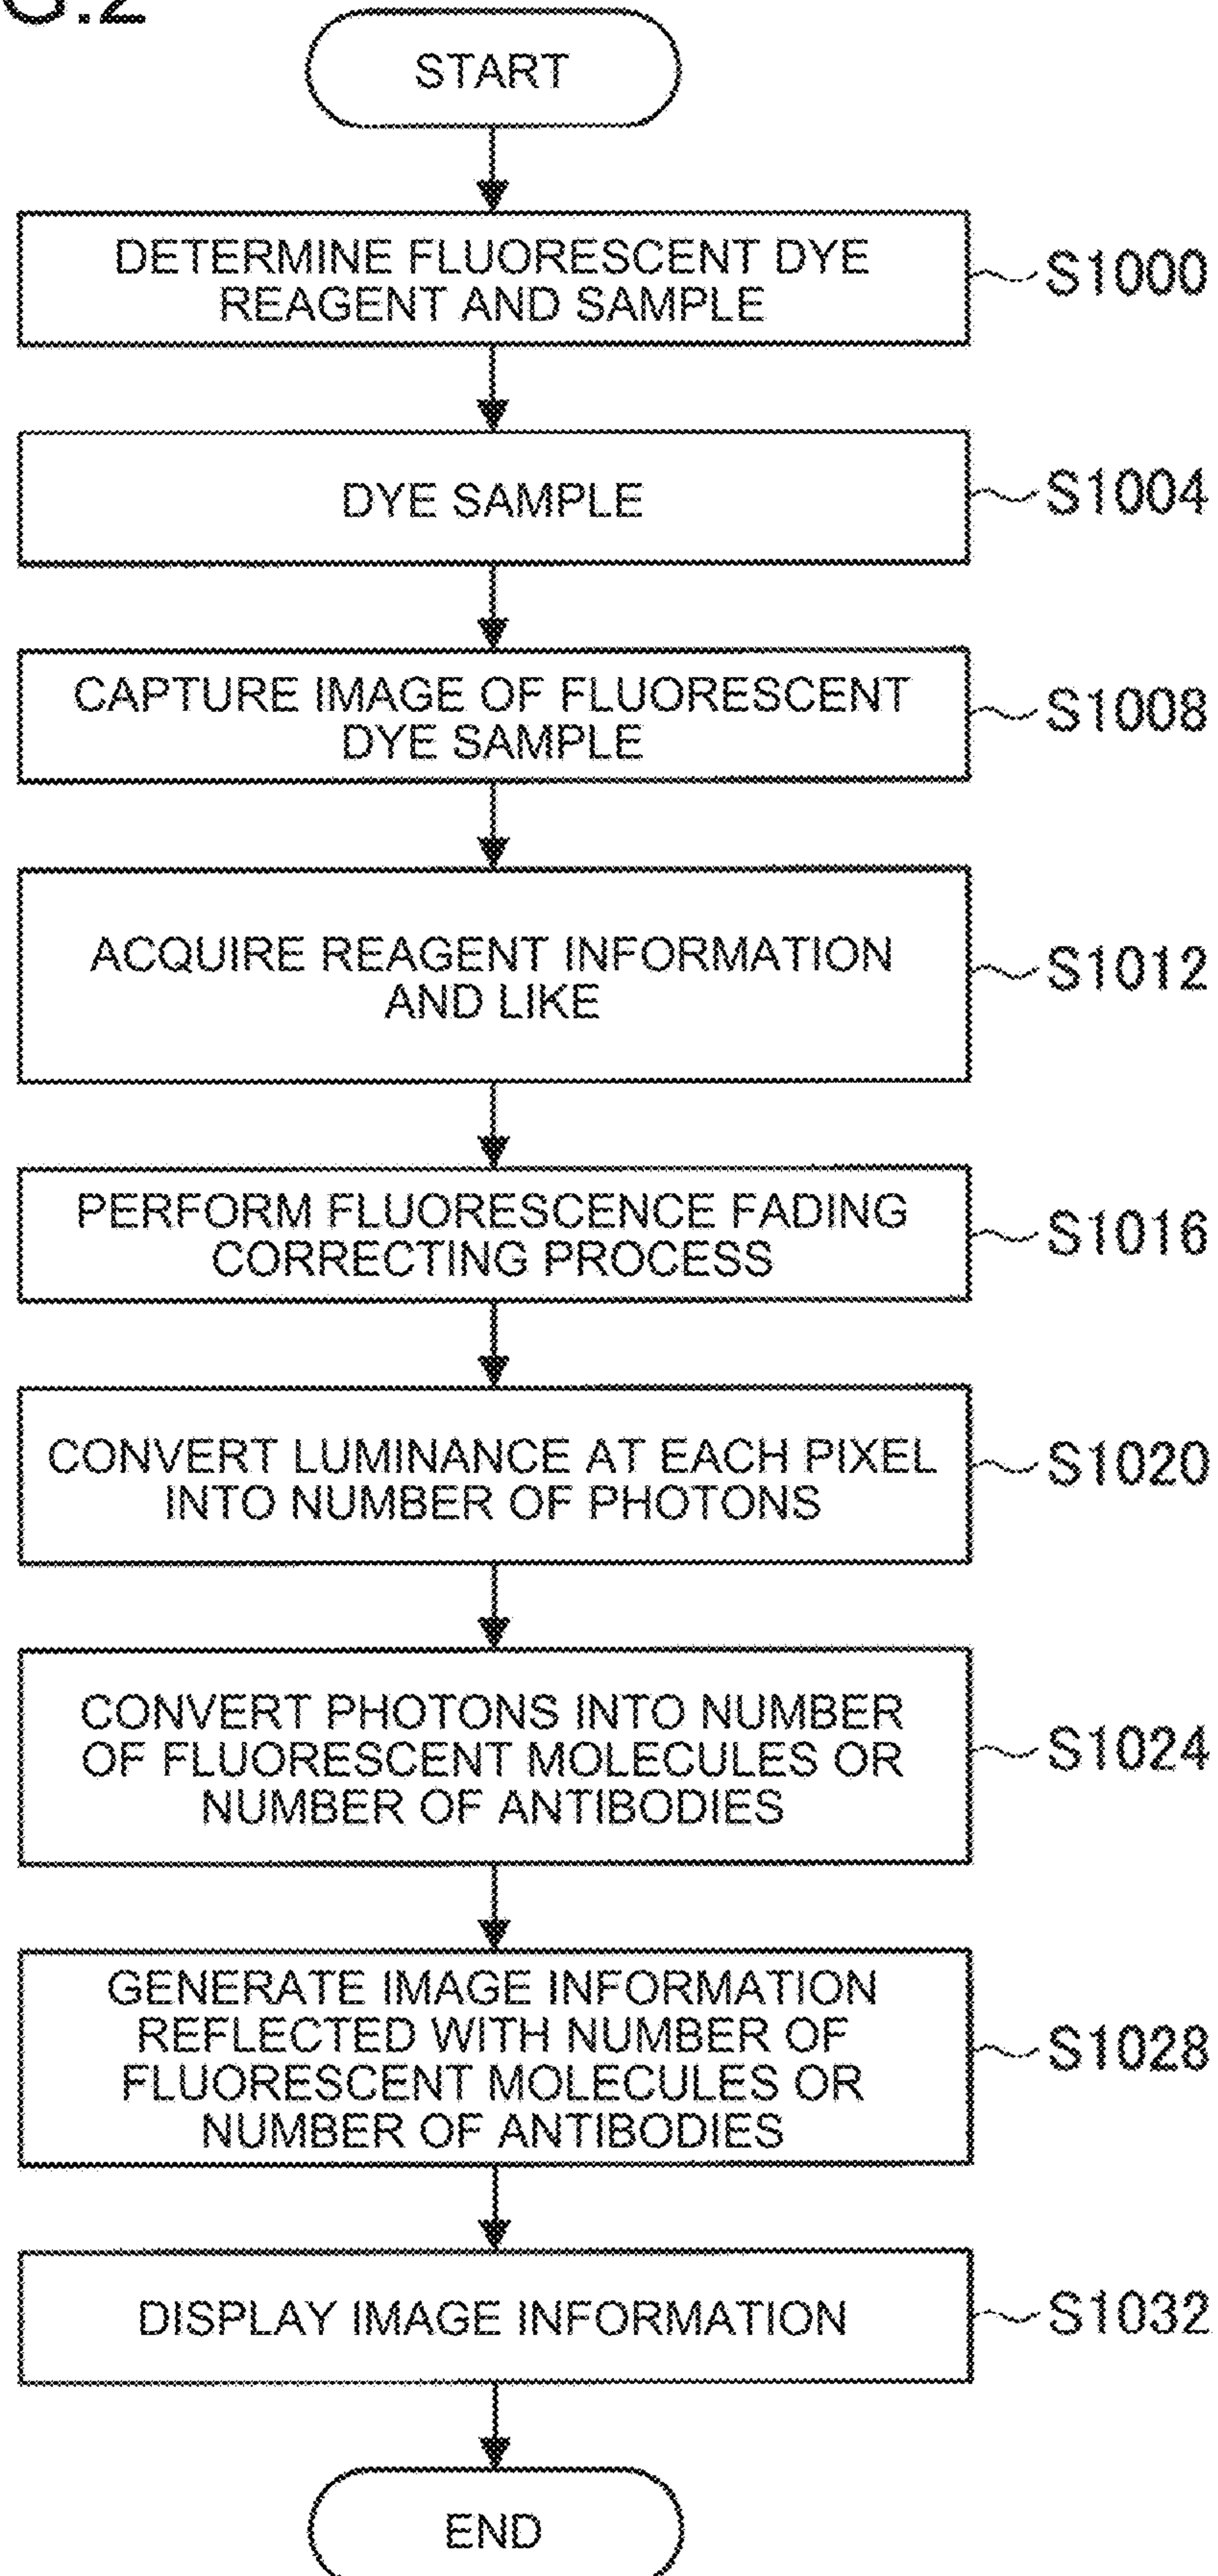 G.2
START
DETERMINE FLUORESCENT DYE
REAGENT AND SAMPLE
S1000
DYE SAMPLE
S1004
CAPTURE IMAGE OF FLUORESCENT
DYE SAMPLE
S1008
ACQUIRE REAGENT INFORMATION
AND LIKE
S1012
PERFORM FLUORESCENCE FADING
CORRECTING PROCESS
S1016
CONVERT LUMINANCE AT EACH PIXEL
INTO NUMBER OF PHOTONS
S1020
CONVERT PHOTONS INTO NUMBER
OF FLUORESCENT MOLECULES OR
NUMBER OF ANTIBODIES
S1024
GENERATE IMAGE INFORMATION
REFLECTED WITH NUMBER OF
FLUORESCENT MOLECULES OR
NUMBER OF ANTIBODIES
S1028
DISPLAY IMAGE INFORMATION
S1032
END